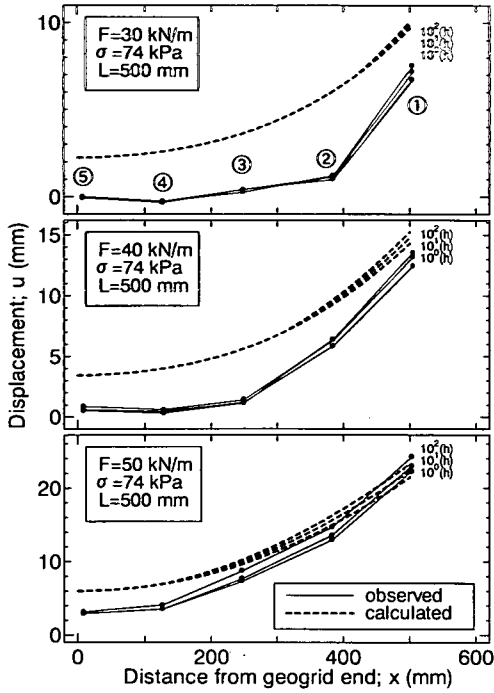 10
F=30 kN/m
σ=74 kPa
L=500 mm
10²(h)
10¹(h)
10⁰(h)
①
②
③
④
⑤
5
0
F=40 kN/m
σ=74 kPa
L=500 mm
15
10²(h)
10¹(h)
10⁰(h)
10
5
0
Displacement; u (mm)
F=50 kN/m
σ=74 kPa
L=500 mm
10²(h)
10¹(h)
10⁰(h)
20
10
0
observed
calculated
0 200 400 600
Distance from geogrid end; x (mm)